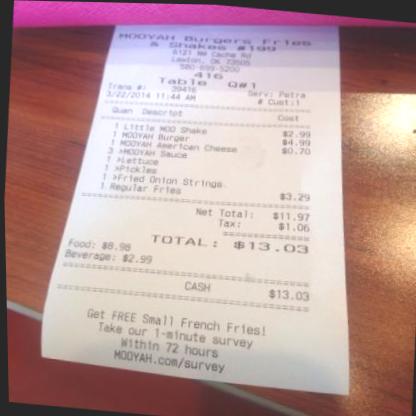 MOOYAH Burgers Fries
& Shakes #199
6121 NW Cache Rd
Lawton, OK 73505
580-699-5200
416
Table Q#1
Trans #: 39416 Serv: Petra
3/22/2014 11:44 AM # Cust:1
Quan Descript Cost
1 Little MOO Shake $2.99
1 MOOYAH Burger $4.99
1 MOOYAH American Cheese $0.70
3 >MOOYAH Sauce
1 >Lettuce
1 >Pickles
1 >Fried Onion Strings
1 Regular Fries $3.29
Net Total: $11.97
Tax: $1.06
TOTAL: $13.03
Food: $8.98
Beverage: $2.99
CASH $13.03
Get FREE Small French Fries!
Take our 1-minute survey
Within 72 hours
MOOYAH.com/survey